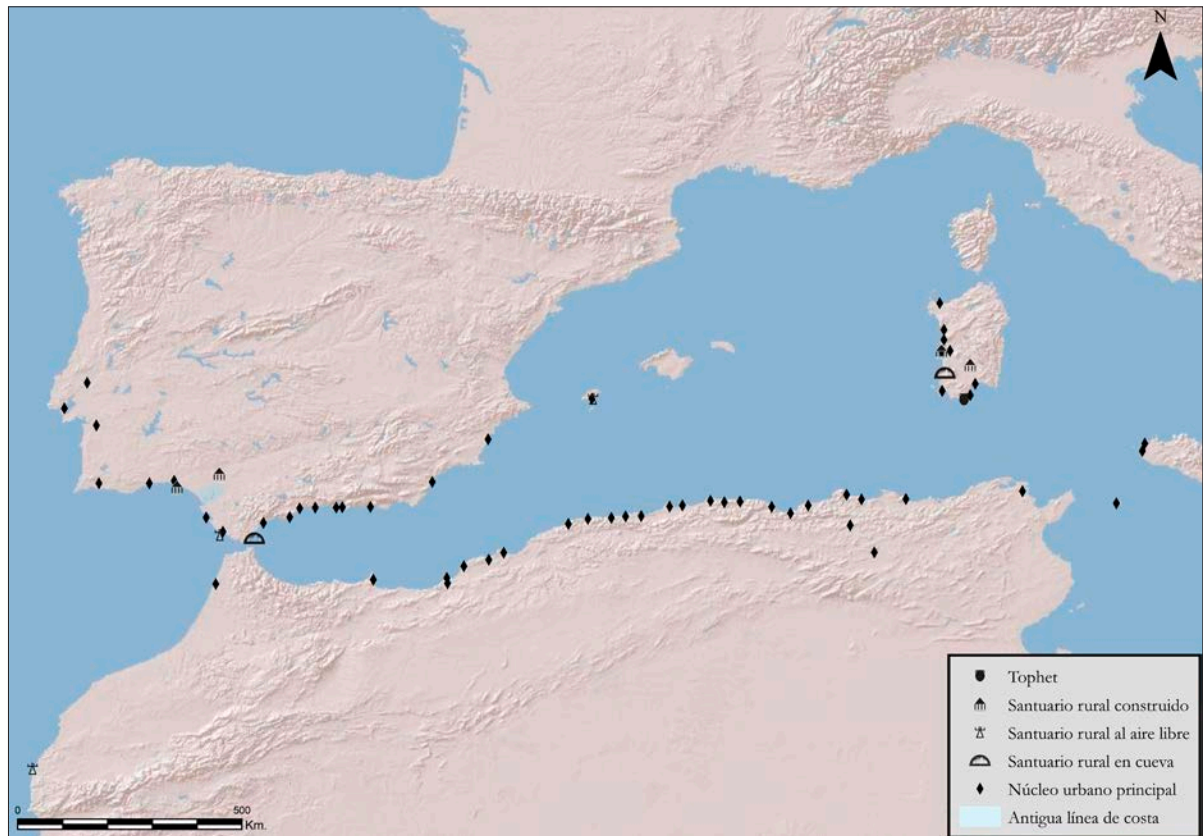 N
Tophet
Santuario rural construido
Santuario rural al aire libre
Santuario rural en cueva
Núcleo urbano principal
Antigua línea de costa
0 500
Km.